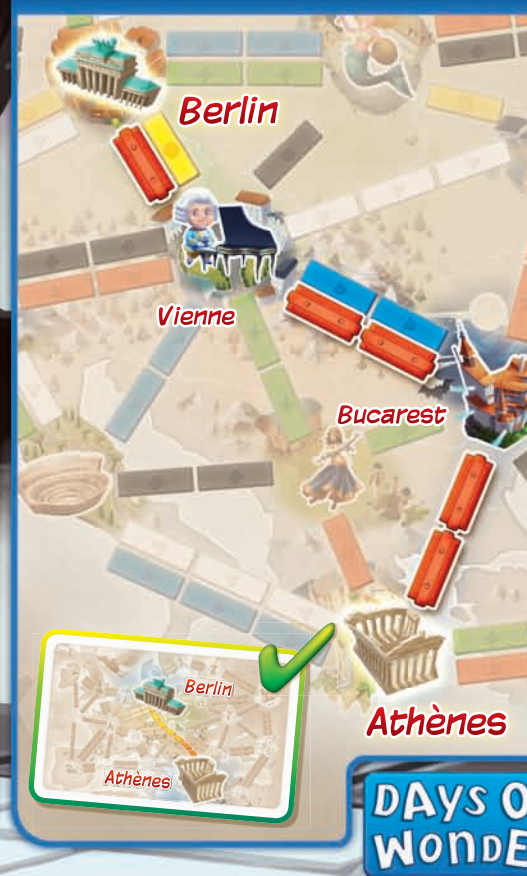 Berlin
Vienne
Bucarest
Berlin
Athènes
Athènes
DAYS O
WONDE